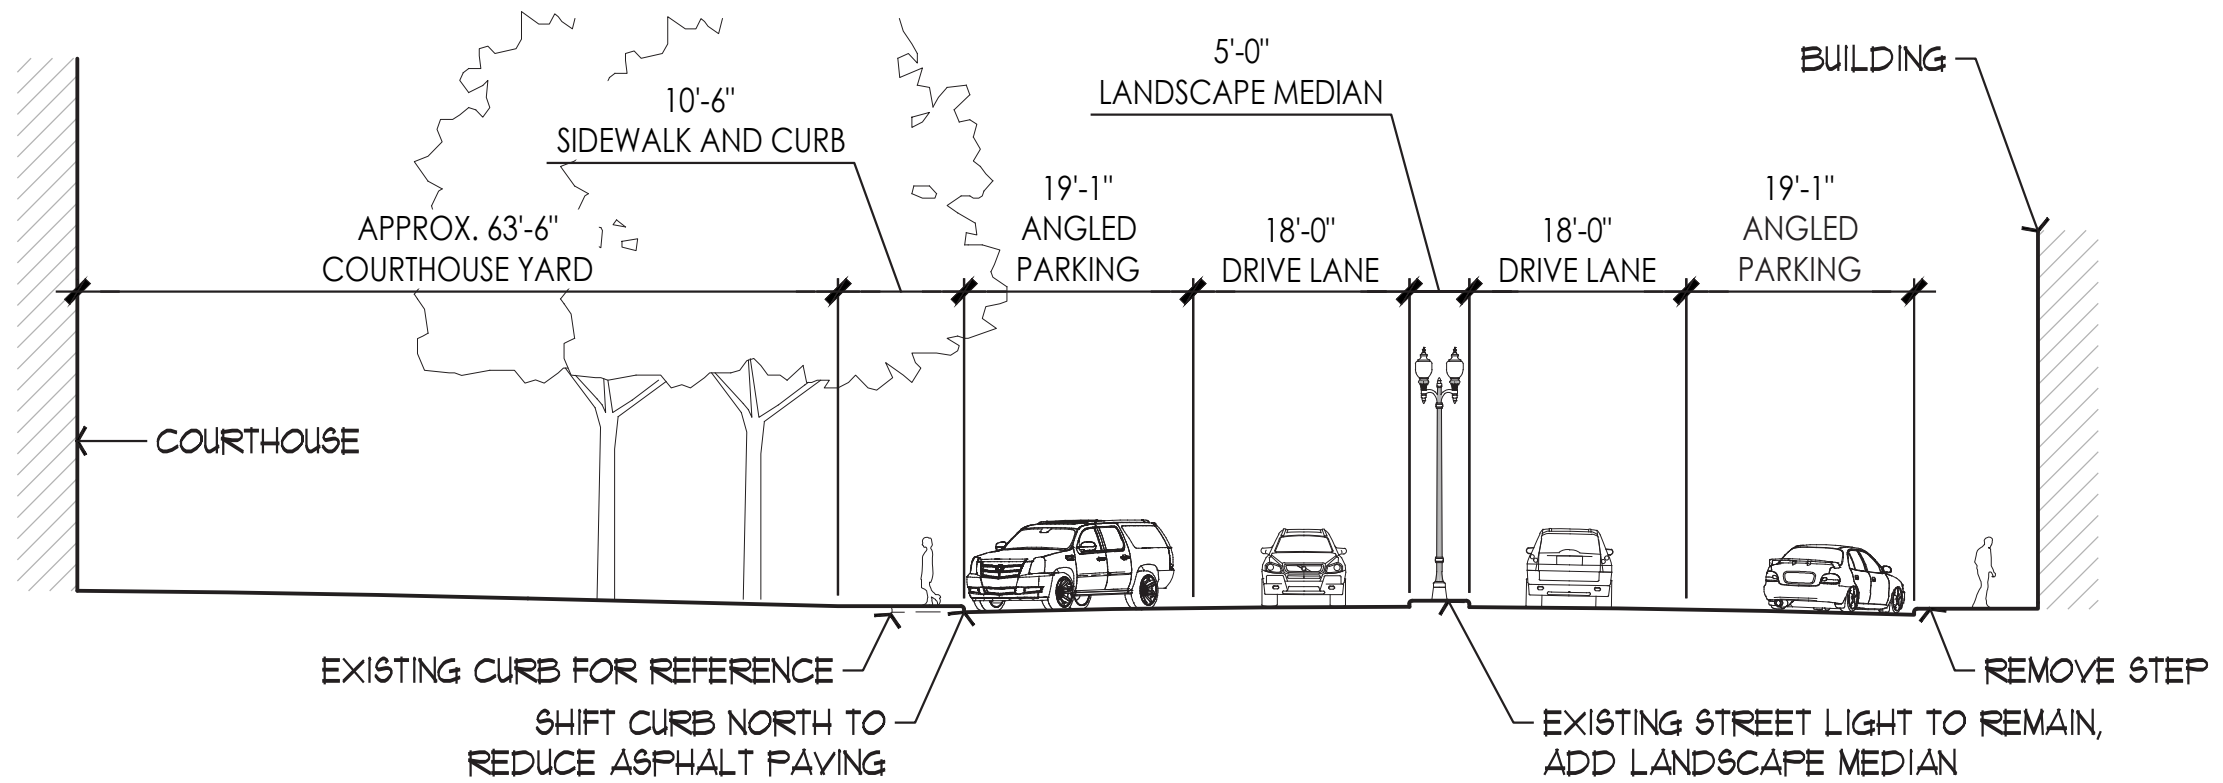 5'-0"
LANDSCAPE MEDIAN
BUILDING
10'-6"
SIDEWALK AND CURB
APPROX. 63'-6"
COURTHOUSE YARD
19'-1"
ANGLED
PARKING
18'-0"
DRIVE LANE
18'-0"
DRIVE LANE
19'-1"
ANGLED
PARKING
COURTHOUSE
EXISTING CURB FOR REFERENCE
SHIFT CURB NORTH TO
REDUCE ASPHALT PAVING
EXISTING STREET LIGHT TO REMAIN,
ADD LANDSCAPE MEDIAN
REMOVE STEP